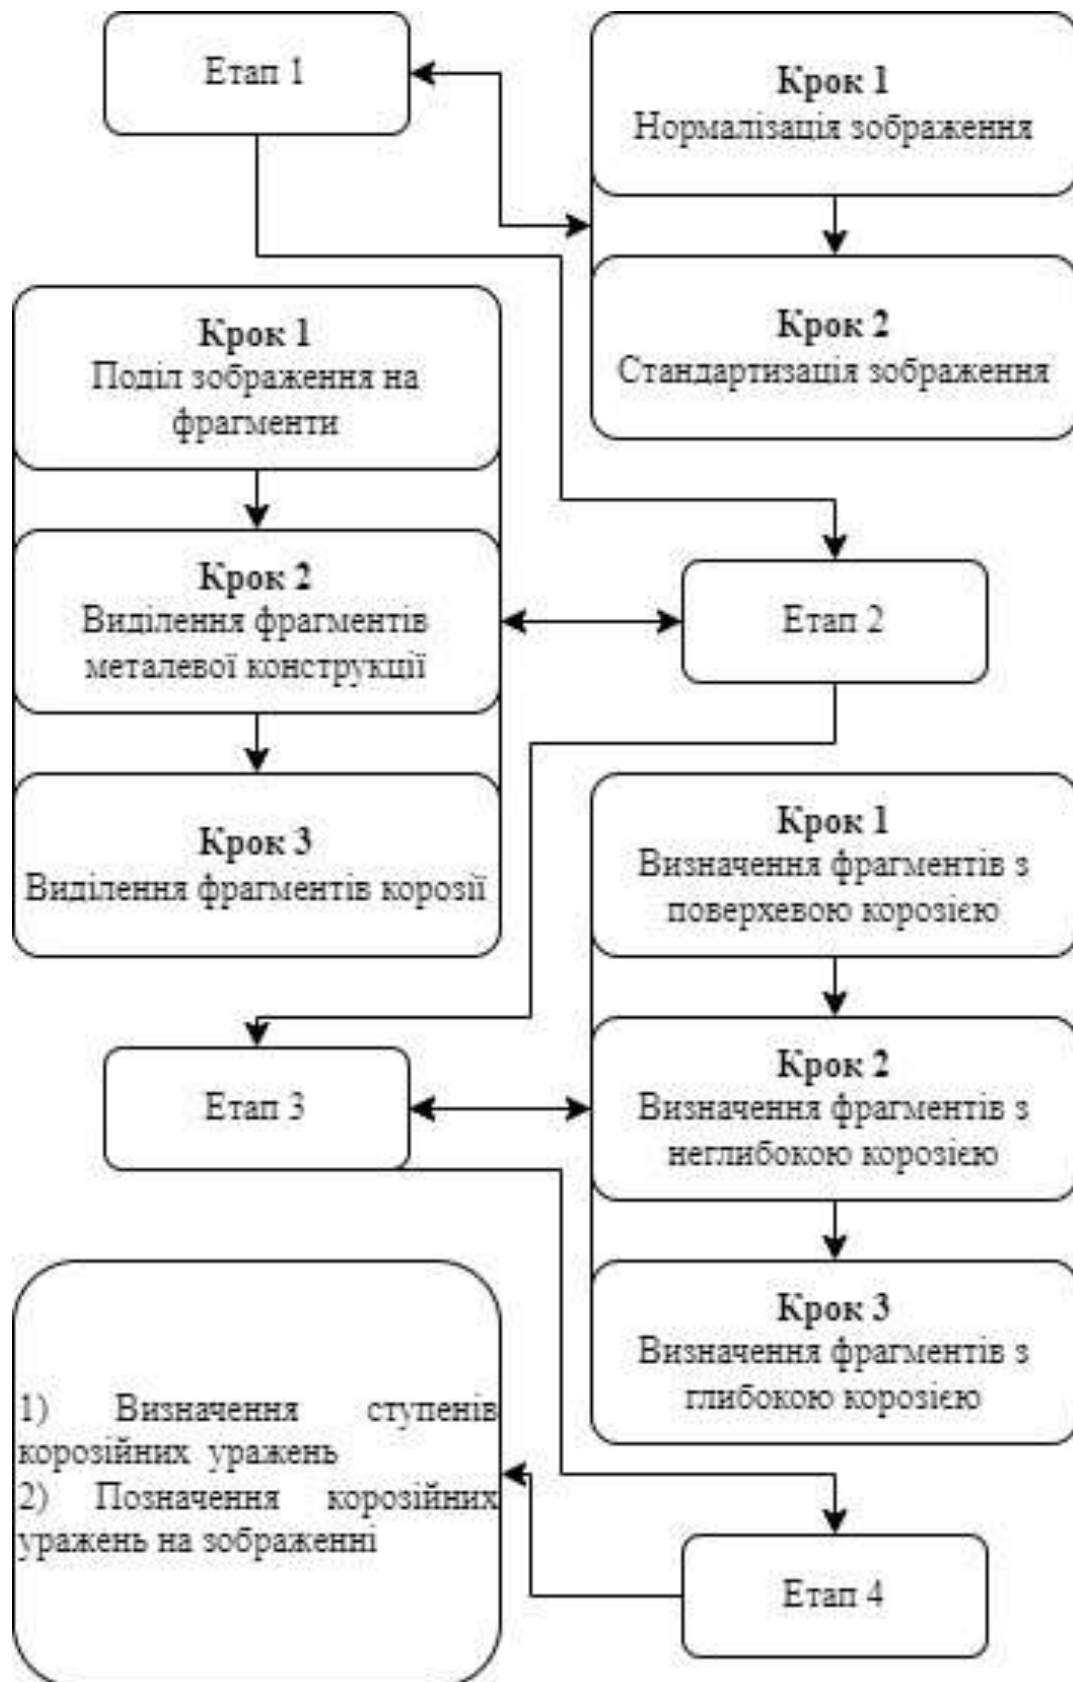 Етап 1
Крок 1
Нормалізація зображення
Крок 2
Стандартизація зображення
Крок 1
Поділ зображення на
фрагменти
Крок 2
Виділення фрагментів
металевої конструкції
Крок 3
Виділення фрагментів корозії
Етап 2
Крок 1
Визначення фрагментів з
поверхевою корозією
Крок 2
Визначення фрагментів з
неглибокою корозією
Крок 3
Визначення фрагментів з
глибокою корозією
Етап 3
1) Визначення ступенів
корозійних уражень
2) Позначення корозійних
уражень на зображенні
Етап 4